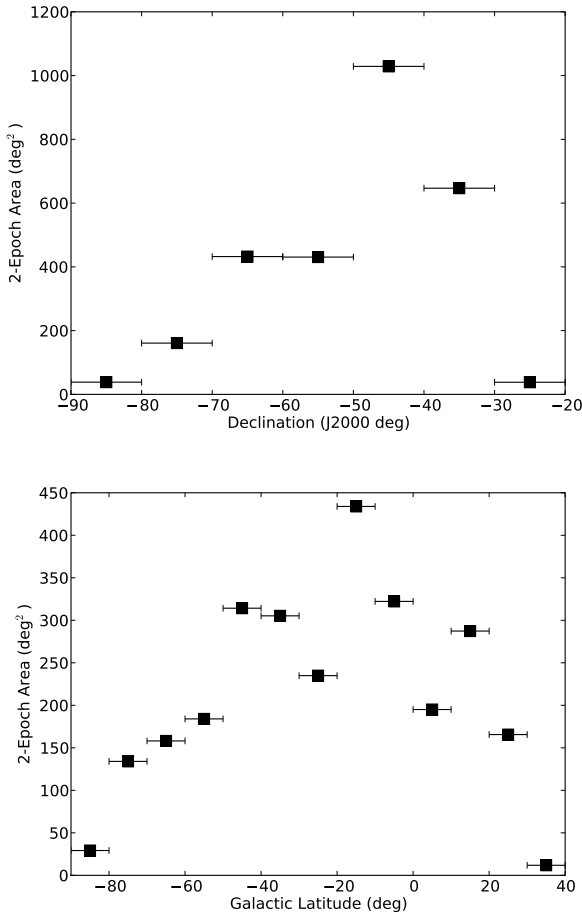 1200
1000
800
600
400
200
0
2-Epoch Area (deg² )
−90 −80 −70 −60 −50 −40 −30 −20
Declination (J2000 deg)
450
400
350
300
250
200
150
100
50
0
2-Epoch Area (deg² )
−80 −60 −40 −20 0 20 40
Galactic Latitude (deg)